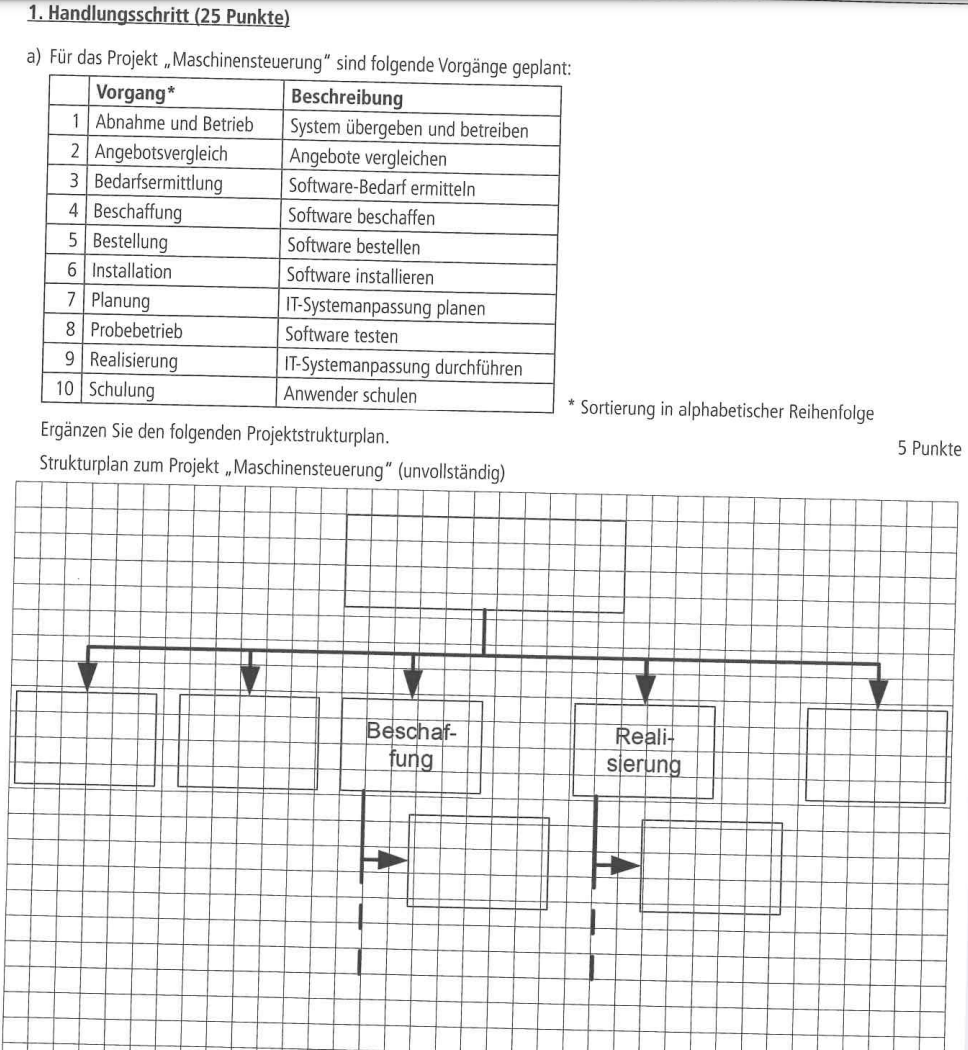 1. Handlungsschritt (25 Punkte)
a) Für das Projekt „Maschinensteuerung“ sind folgende Vorgänge geplant:
Vorgang* Beschreibung
1 Abnahme und Betrieb System übergeben und betreiben
2 Angebotsvergleich Angebote vergleichen
3 Bedarfsermittlung Software-Bedarf ermitteln
4 Beschaffung Software beschaffen
5 Bestellung Software bestellen
6 Installation Software installieren
7 Planung IT-Systemanpassung planen
8 Probebetrieb Software testen
9 Realisierung IT-Systemanpassung durchführen
10 Schulung Anwender schulen
* Sortierung in alphabetischer Reihenfolge
Ergänzen Sie den folgenden Projektstrukturplan.
5 Punkte
Strukturplan zum Projekt „Maschinensteuerung“ (unvollständig)
Beschaf-
fung
Reali-
sierung